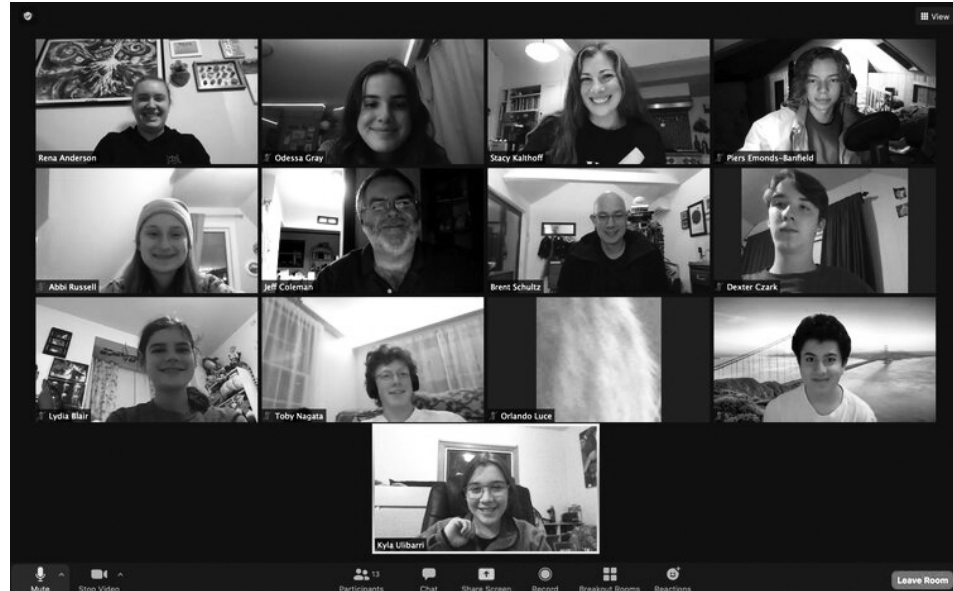 View
Rena Anderson
Odessa Gray
Stacy Kalthoff
Piers Emonds-Banfield
Abbi Russell
Jeff Coleman
Brent Schultz
Dexter Czark
Lydia Blair
Toby Nagata
Orlando Luce
Kyla Ulibarri
Mute
Stop Video
Participants
13
Chat
Share Screen
Record
Breakout Rooms
Reactions
Leave Room